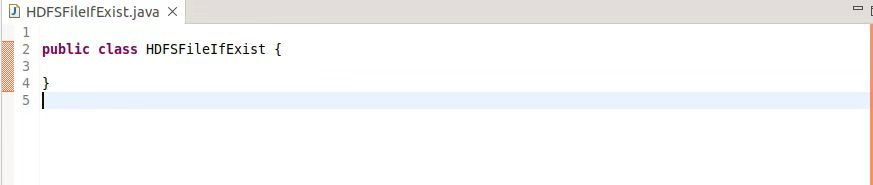 HDFSFileIfExist.java
1
2 public class HDFSFileIfExist {
3
4 }
5